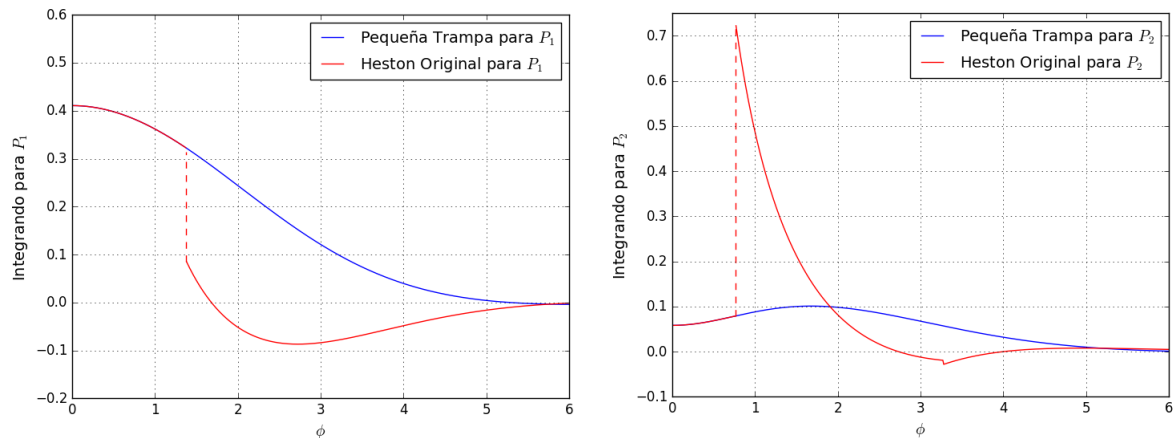 Integrando para P₁
0.6
0.5
0.4
0.3
0.2
0.1
0.0
−0.1
−0.2
Pequeña Trampa para P₁
Heston Original para P₁
0 1 2 3 4 5 6
ϕ
Integrando para P₂
0.7
0.6
0.5
0.4
0.3
0.2
0.1
0.0
−0.1
Pequeña Trampa para P₂
Heston Original para P₂
0 1 2 3 4 5 6
ϕ